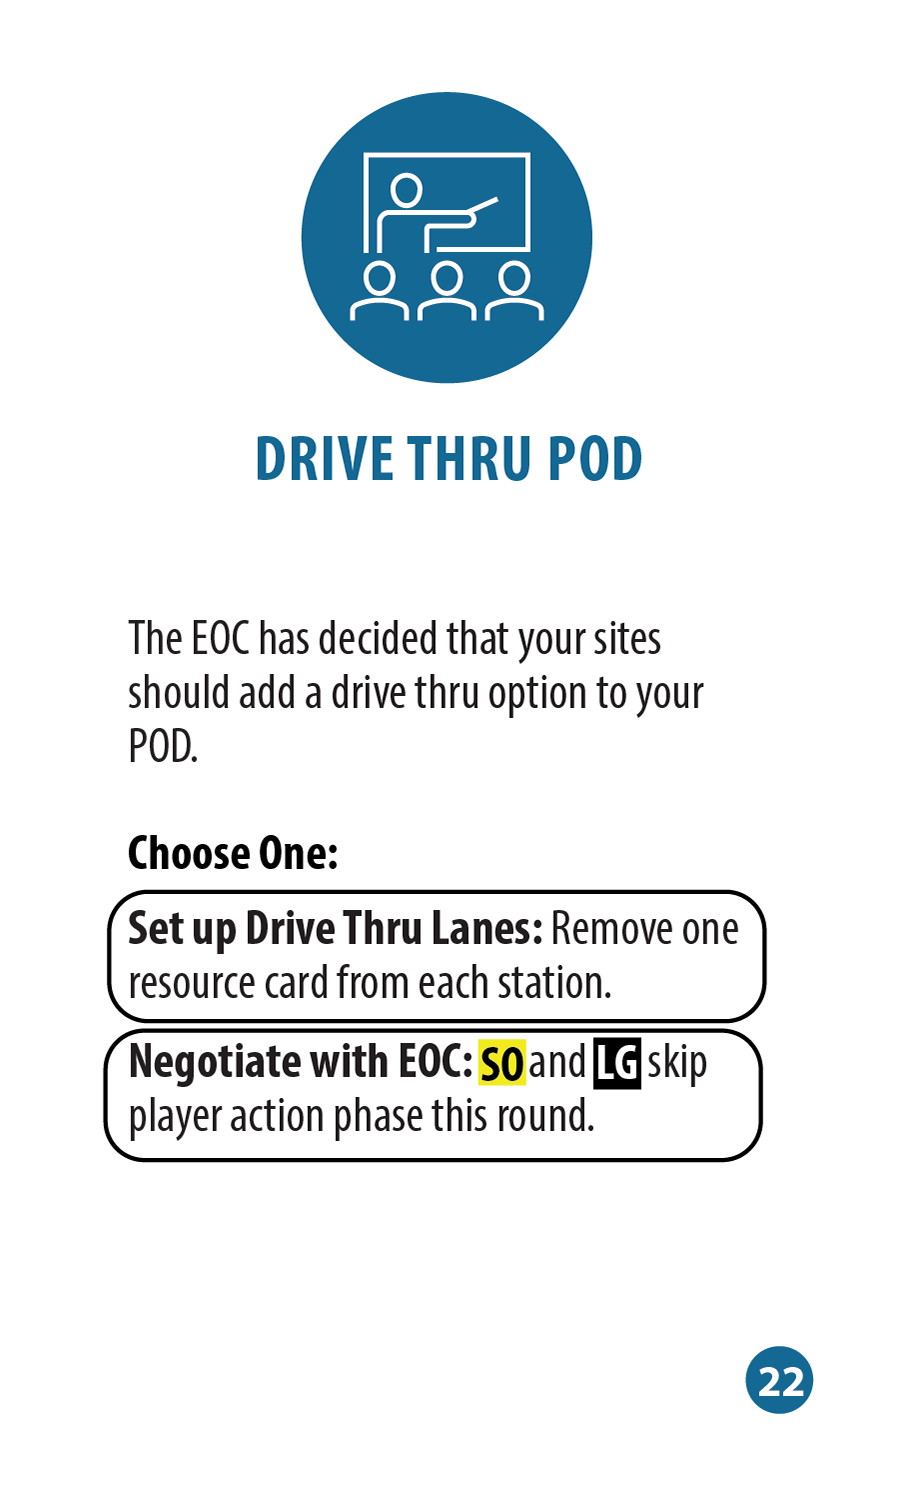 DRIVE THRU POD
The EOC has decided that your sites
should add a drive thru option to your
POD.
Choose One:
Set up Drive Thru Lanes: Remove one
resource card from each station.
Negotiate with EOC: SO and LG skip
player action phase this round.
22